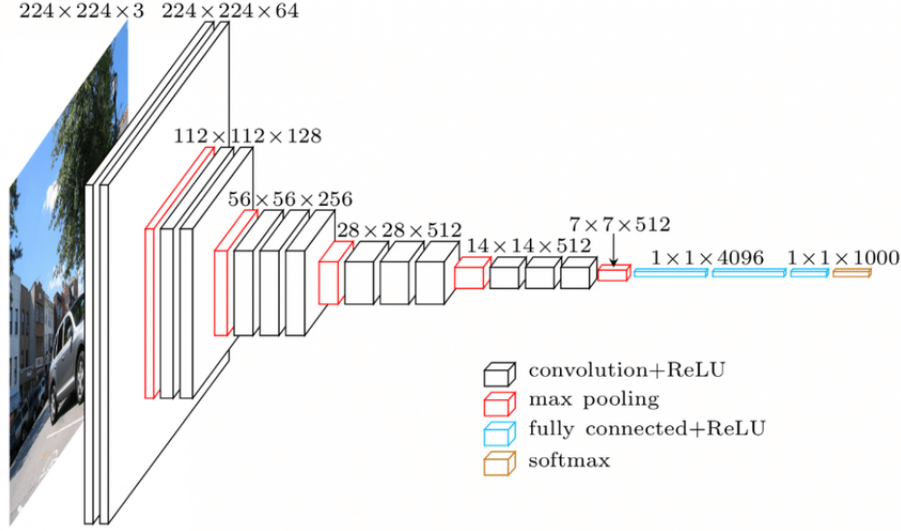 224×224×3
224×224×64
112×112×128
56×56×256
28×28×512
14×14×512
7×7×512
1×1×4096
1×1×1000
convolution+ReLU
max pooling
fully connected+ReLU
softmax